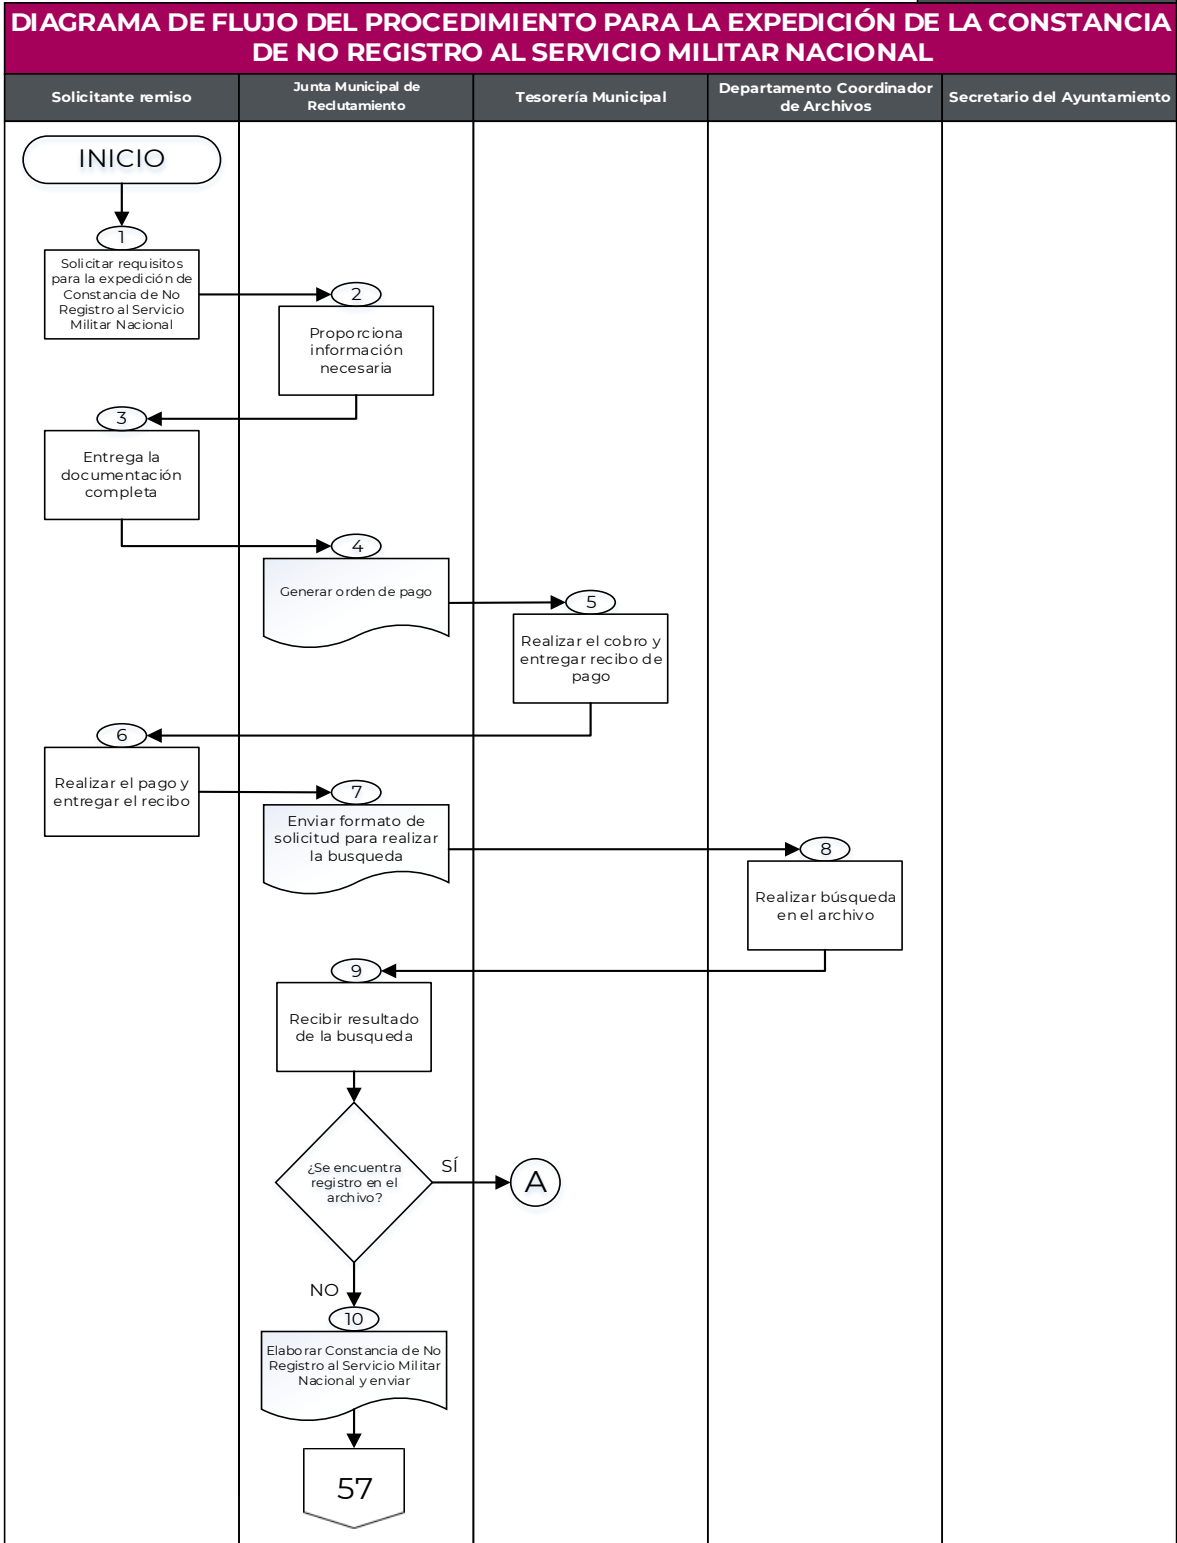 DIAGRAMA DE FLUJO DEL PROCEDIMIENTO PARA LA EXPEDICIÓN DE LA CONSTANCIA
DE NO REGISTRO AL SERVICIO MILITAR NACIONAL
Solicitante remiso
Junta Municipal de
Reclutamiento
Tesorería Municipal
Departamento Coordinador
de Archivos
Secretario del Ayuntamiento
INICIO
1
Solicitar requisitos
para la expedición de
Constancia de No
Registro al Servicio
Militar Nacional
2
Proporciona
información
necesaria
3
Entrega la
documentación
completa
4
Generar orden de pago
5
Realizar el cobro y
entregar recibo de
pago
6
Realizar el pago y
entregar el recibo
7
Enviar formato de
solicitud para realizar
la busqueda
8
Realizar búsqueda
en el archivo
9
Recibir resultado
de la busqueda
¿Se encuentra
registro en el
archivo?
SÍ
A
NO
10
Elaborar Constancia de No
Registro al Servicio Militar
Nacional y enviar
57